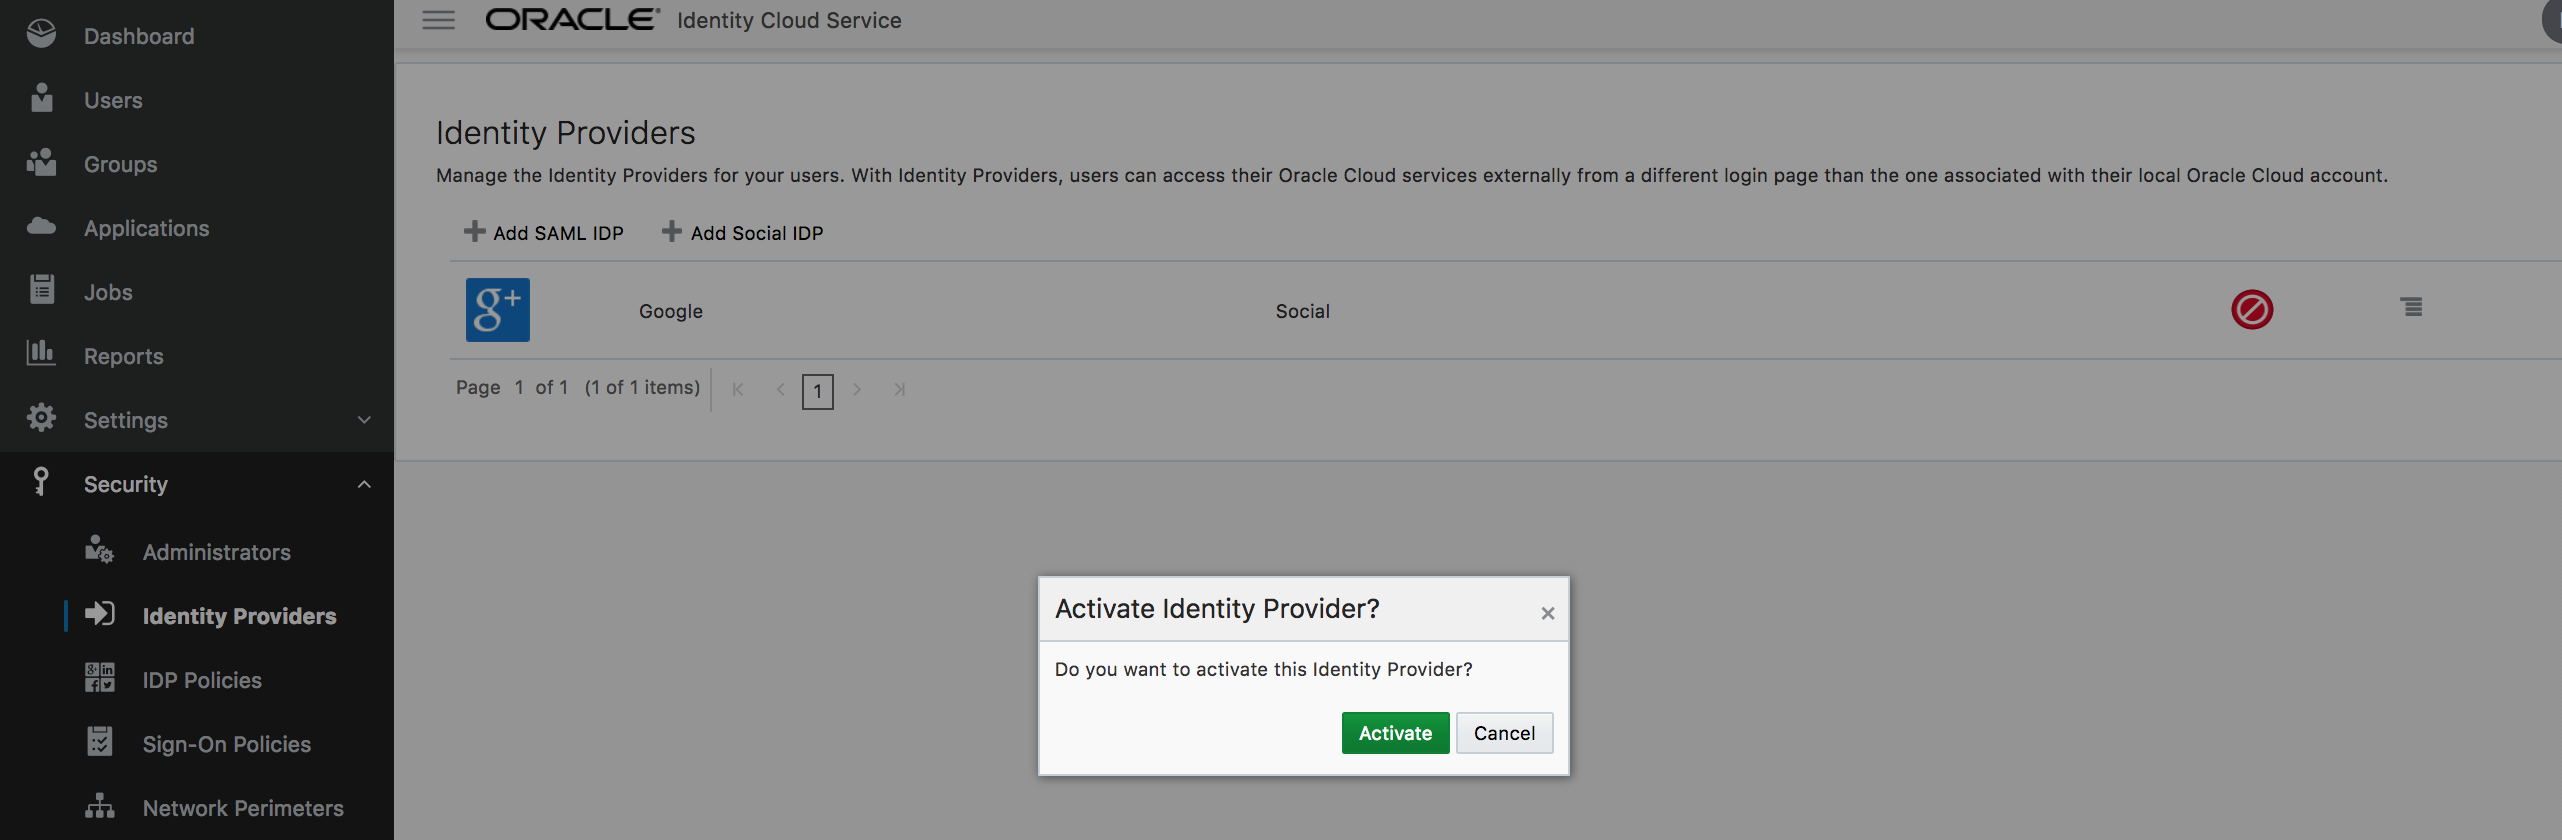 Dashboard
Users
Groups
Applications
Jobs
Reports
Settings
Security
Administrators
Identity Providers
IDP Policies
Sign-On Policies
Network Perimeters
ORACLE® Identity Cloud Service
Identity Providers
Manage the Identity Providers for your users. With Identity Providers, users can access their Oracle Cloud services externally from a different login page than the one associated with their local Oracle Cloud account.
Add SAML IDP Add Social IDP
g+ Google Social
Page 1 of 1 (1 of 1 items) 1
Activate Identity Provider?
Do you want to activate this Identity Provider?
Activate Cancel